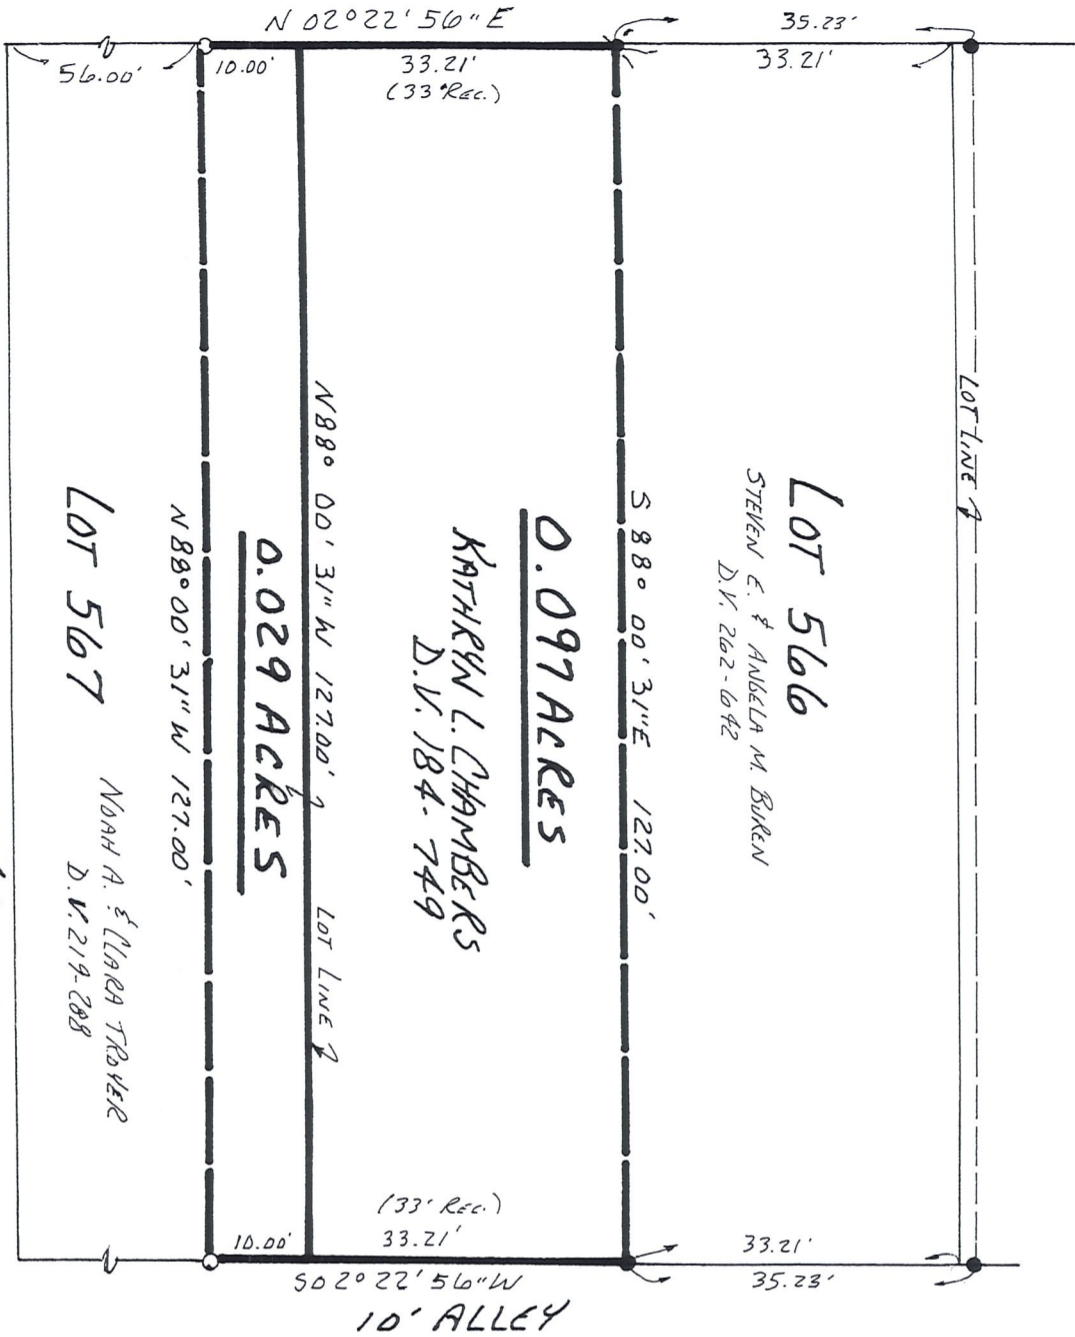 N 02° 22' 56" E
35.23'
56.00'
10.00'
33.21'
(33' REC.)
33.21'
LOT LINE
LOT 566
STEVEN E. & ANGELA M. BUREN
D.V. 262-642
S 88° 00' 31" E 127.00'
0.097 ACRES
KATHRYN L. CHAMBERS
D.V. 184-749
N 88° 00' 31" W 127.00'
LOT LINE
0.029 ACRES
N 88° 00' 31" W 127.00'
LOT 567
NOAH A. & CLARA TROYER
D.V. 219-288
(33' REC.)
10.00'
33.21'
33.21'
S 02° 22' 56" W
35.23'
10' ALLEY